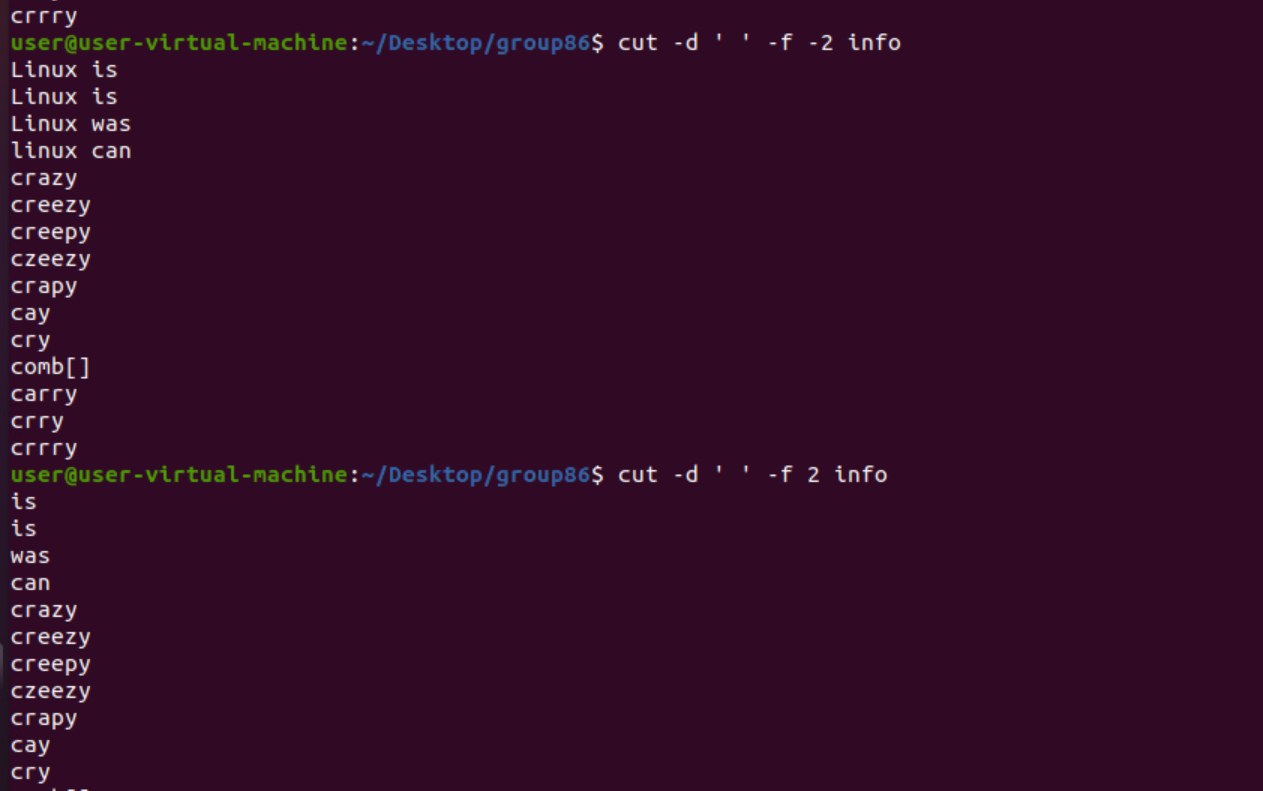 crrry
user@user-virtual-machine:~/Desktop/group86$ cut -d ' ' -f -2 info
Linux is
Linux is
Linux was
linux can
crazy
creezy
creepy
czeezy
crapy
cay
cry
comb[]
carry
crry
crrry
user@user-virtual-machine:~/Desktop/group86$ cut -d ' ' -f 2 info
is
is
was
can
crazy
creezy
creepy
czeezy
crapy
cay
cry